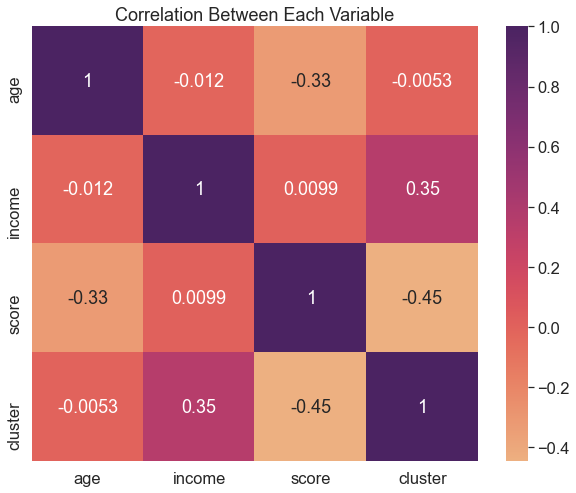 Correlation Between Each Variable
age
1
-0.012
-0.33
-0.0053
income
-0.012
1
0.0099
0.35
score
-0.33
0.0099
1
-0.45
cluster
-0.0053
0.35
-0.45
1
age
income
score
cluster
1.0
0.8
0.6
0.4
0.2
0.0
−0.2
−0.4